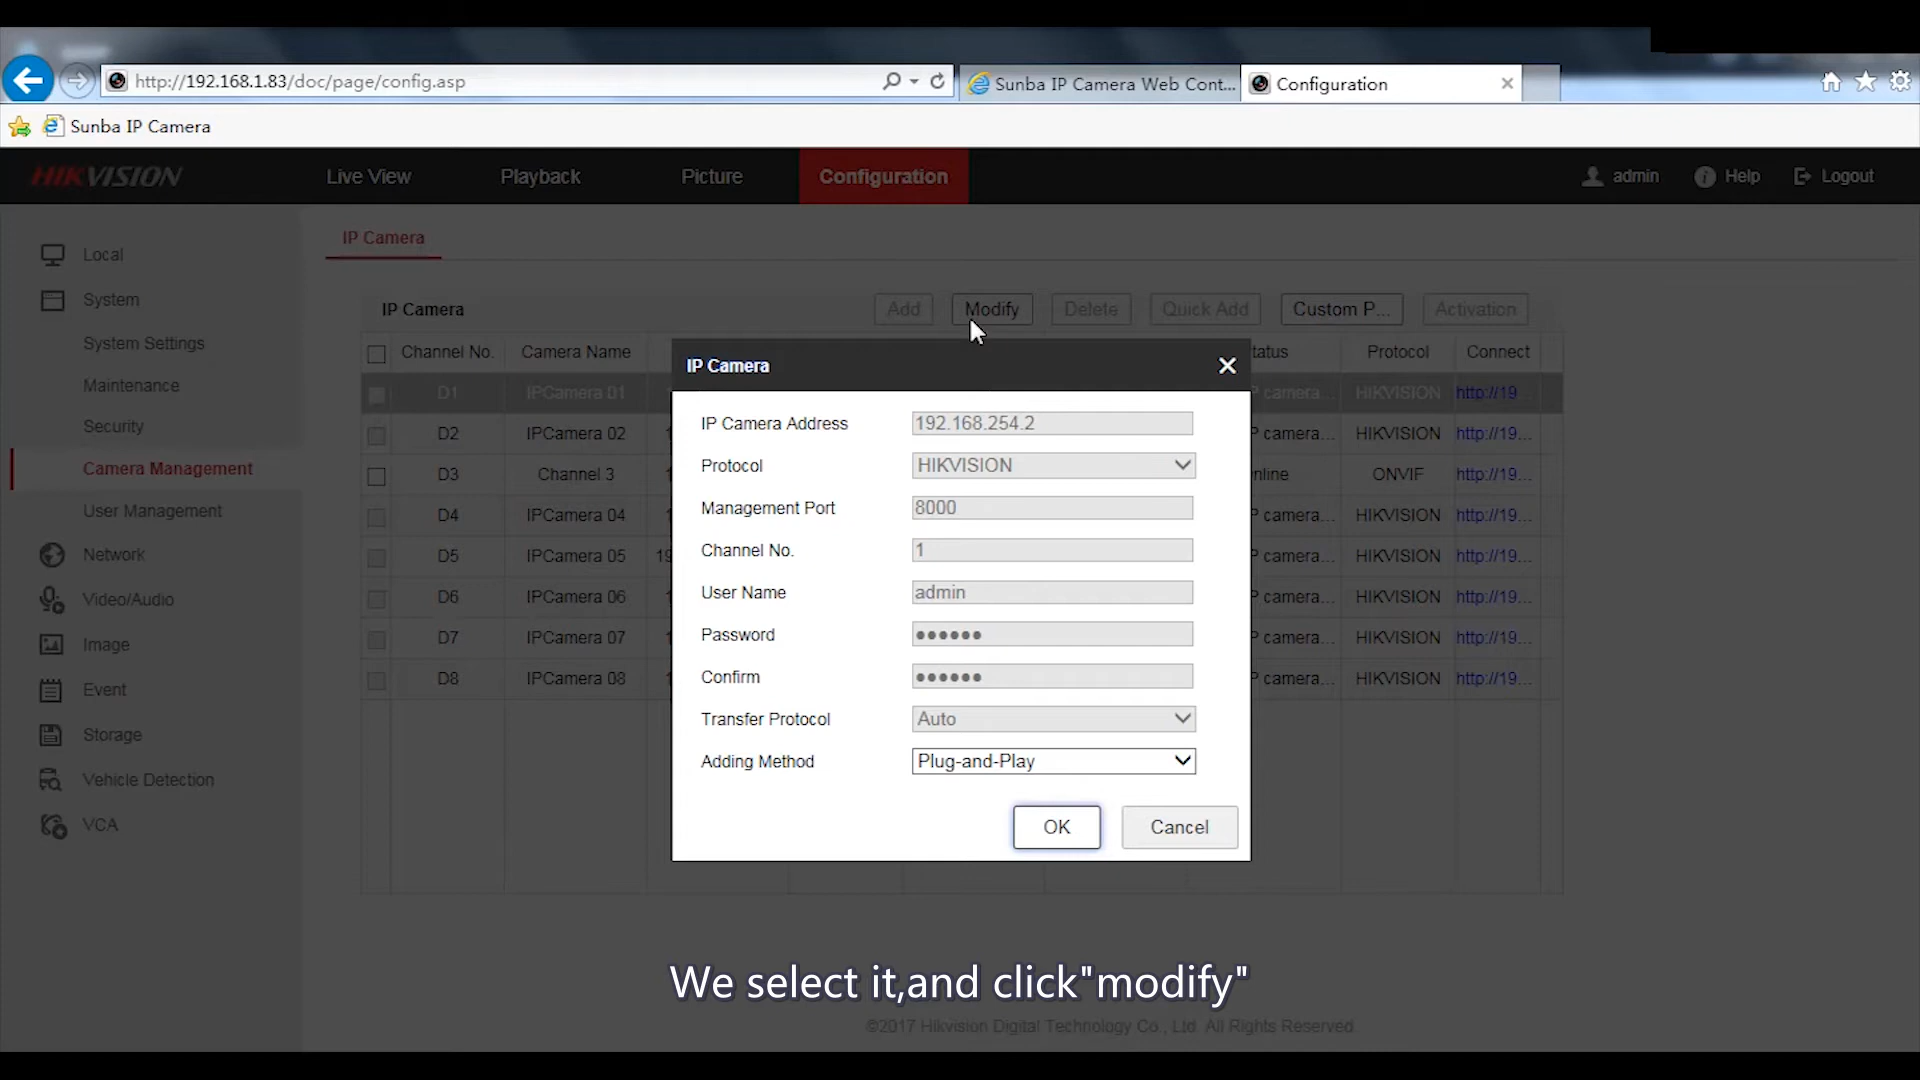 http://192.168.1.83/doc/page/config.asp
Sunba IP Camera Web Cont...
Configuration
Sunba IP Camera
HIKVISION
Live View
Playback
Picture
Configuration
admin
Help
Logout
Local
System
System Settings
Maintenance
Security
Camera Management
User Management
Network
Video/Audio
Image
Event
Storage
Vehicle Detection
VCA
IP Camera
IP Camera
Add
Modify
Delete
Quick Add
Custom P...
Activation
Channel No. Camera Name tatus Protocol Connect
D1 IPCamera 01 P camera... HIKVISION http://19
D2 IPCamera 02 1 P camera... HIKVISION http://19...
D3 Channel 3 1 nline ONVIF http://19...
D4 IPCamera 04 1 P camera... HIKVISION http://19...
D5 IPCamera 05 19 P camera... HIKVISION http://19...
D6 IPCamera 06 1 P camera... HIKVISION http://19...
D7 IPCamera 07 1 P camera... HIKVISION http://19...
D8 IPCamera 08 1 P camera... HIKVISION http://19...
IP Camera
IP Camera Address 192.168.254.2
Protocol HIKVISION
Management Port 8000
Channel No. 1
User Name admin
Password ●●●●●●
Confirm ●●●●●●
Transfer Protocol Auto
Adding Method Plug-and-Play
OK
Cancel
We select it,and click"modify"
©2017 Hikvision Digital Technology Co., Ltd. All Rights Reserved.